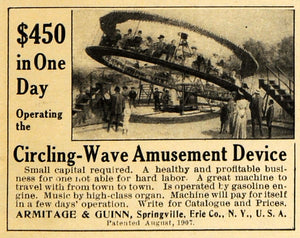 $450
in One
Day
Operating
the
Circling-Wave Amusement Device
Small capital required. A healthy and profitable busi-
ness for one not able for hard labor. A great machine to
travel with from town to town. Is operated by gasoline en-
gine. Music by high-class organ. Machine will pay for itself
in a few days' operation. Write for Catalogue and Prices.
ARMITAGE & GUINN, Springville, Erie Co., N. Y., U. S. A.
Patented August, 1907.